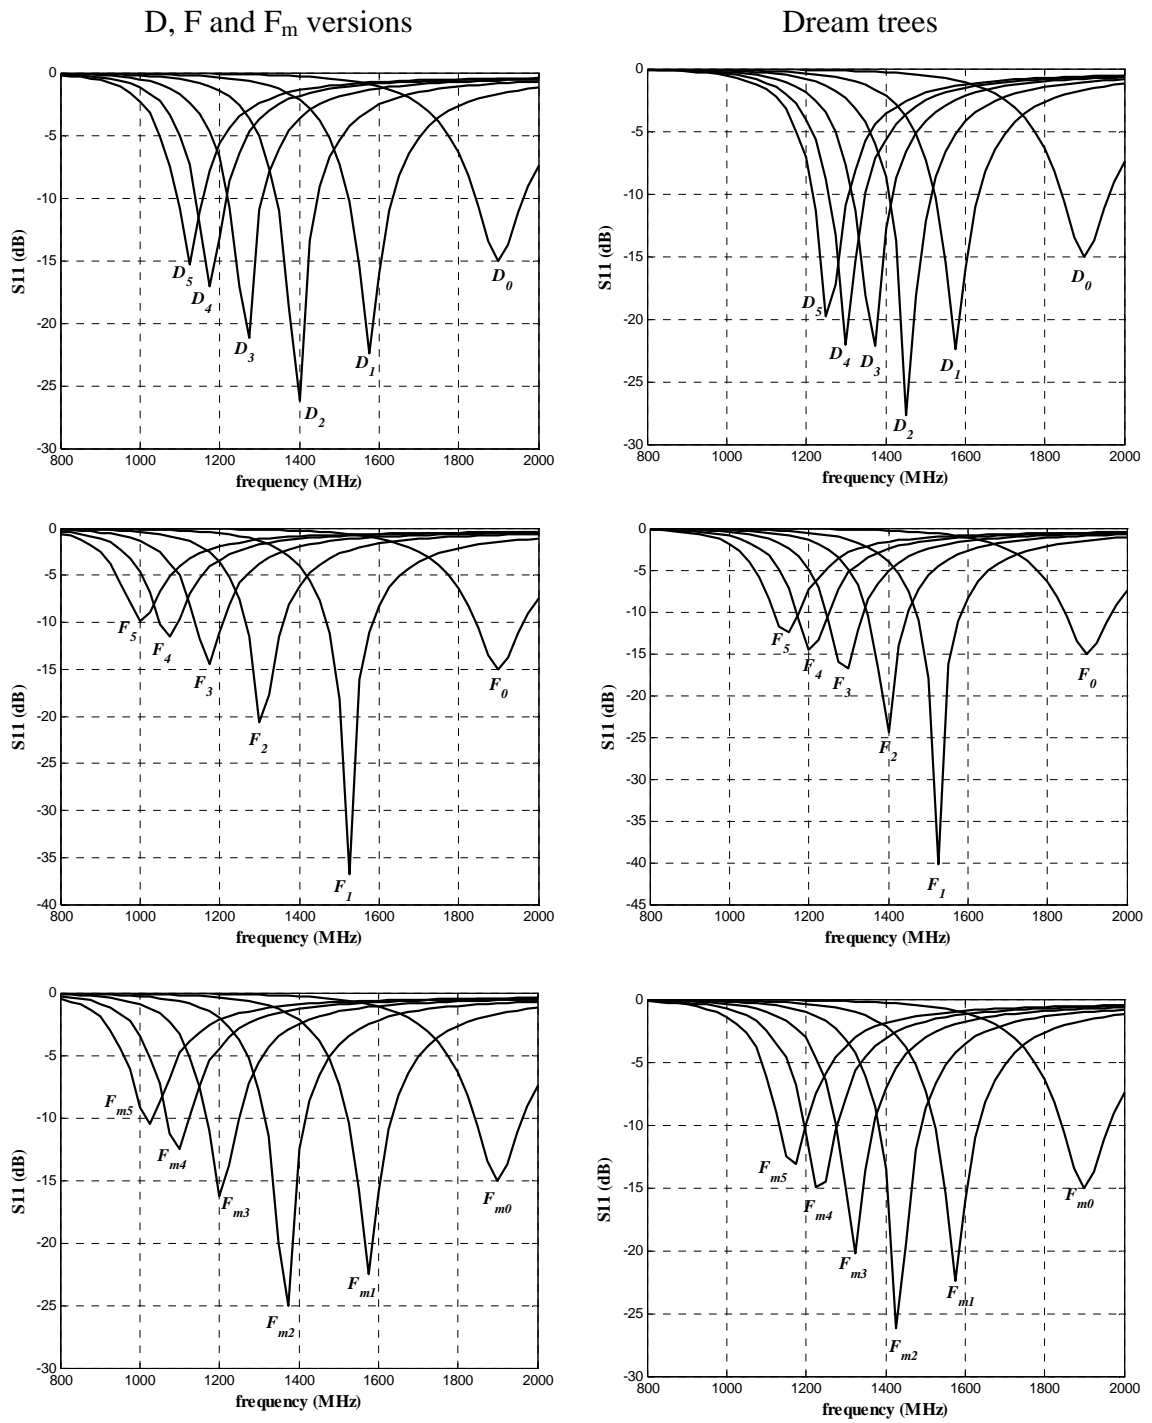 D, F and Fm versions
Dream trees
0
-5
-10
-15
-20
-25
-30
800 1000 1200 1400 1600 1800 2000
S11 (dB)
frequency (MHz)
D5
D4
D3
D2
D1
D0
0
-5
-10
-15
-20
-25
-30
800 1000 1200 1400 1600 1800 2000
S11 (dB)
frequency (MHz)
D5
D4
D3
D2
D1
D0
0
-5
-10
-15
-20
-25
-30
-35
-40
800 1000 1200 1400 1600 1800 2000
S11 (dB)
frequency (MHz)
F5
F4
F3
F2
F1
F0
0
-5
-10
-15
-20
-25
-30
-35
-40
-45
800 1000 1200 1400 1600 1800 2000
S11 (dB)
frequency (MHz)
F5
F4
F3
F2
F1
F0
0
-5
-10
-15
-20
-25
-30
800 1000 1200 1400 1600 1800 2000
S11 (dB)
frequency (MHz)
Fm5
Fm4
Fm3
Fm2
Fm1
Fm0
0
-5
-10
-15
-20
-25
-30
800 1000 1200 1400 1600 1800 2000
S11 (dB)
frequency (MHz)
Fm5
Fm4
Fm3
Fm2
Fm1
Fm0